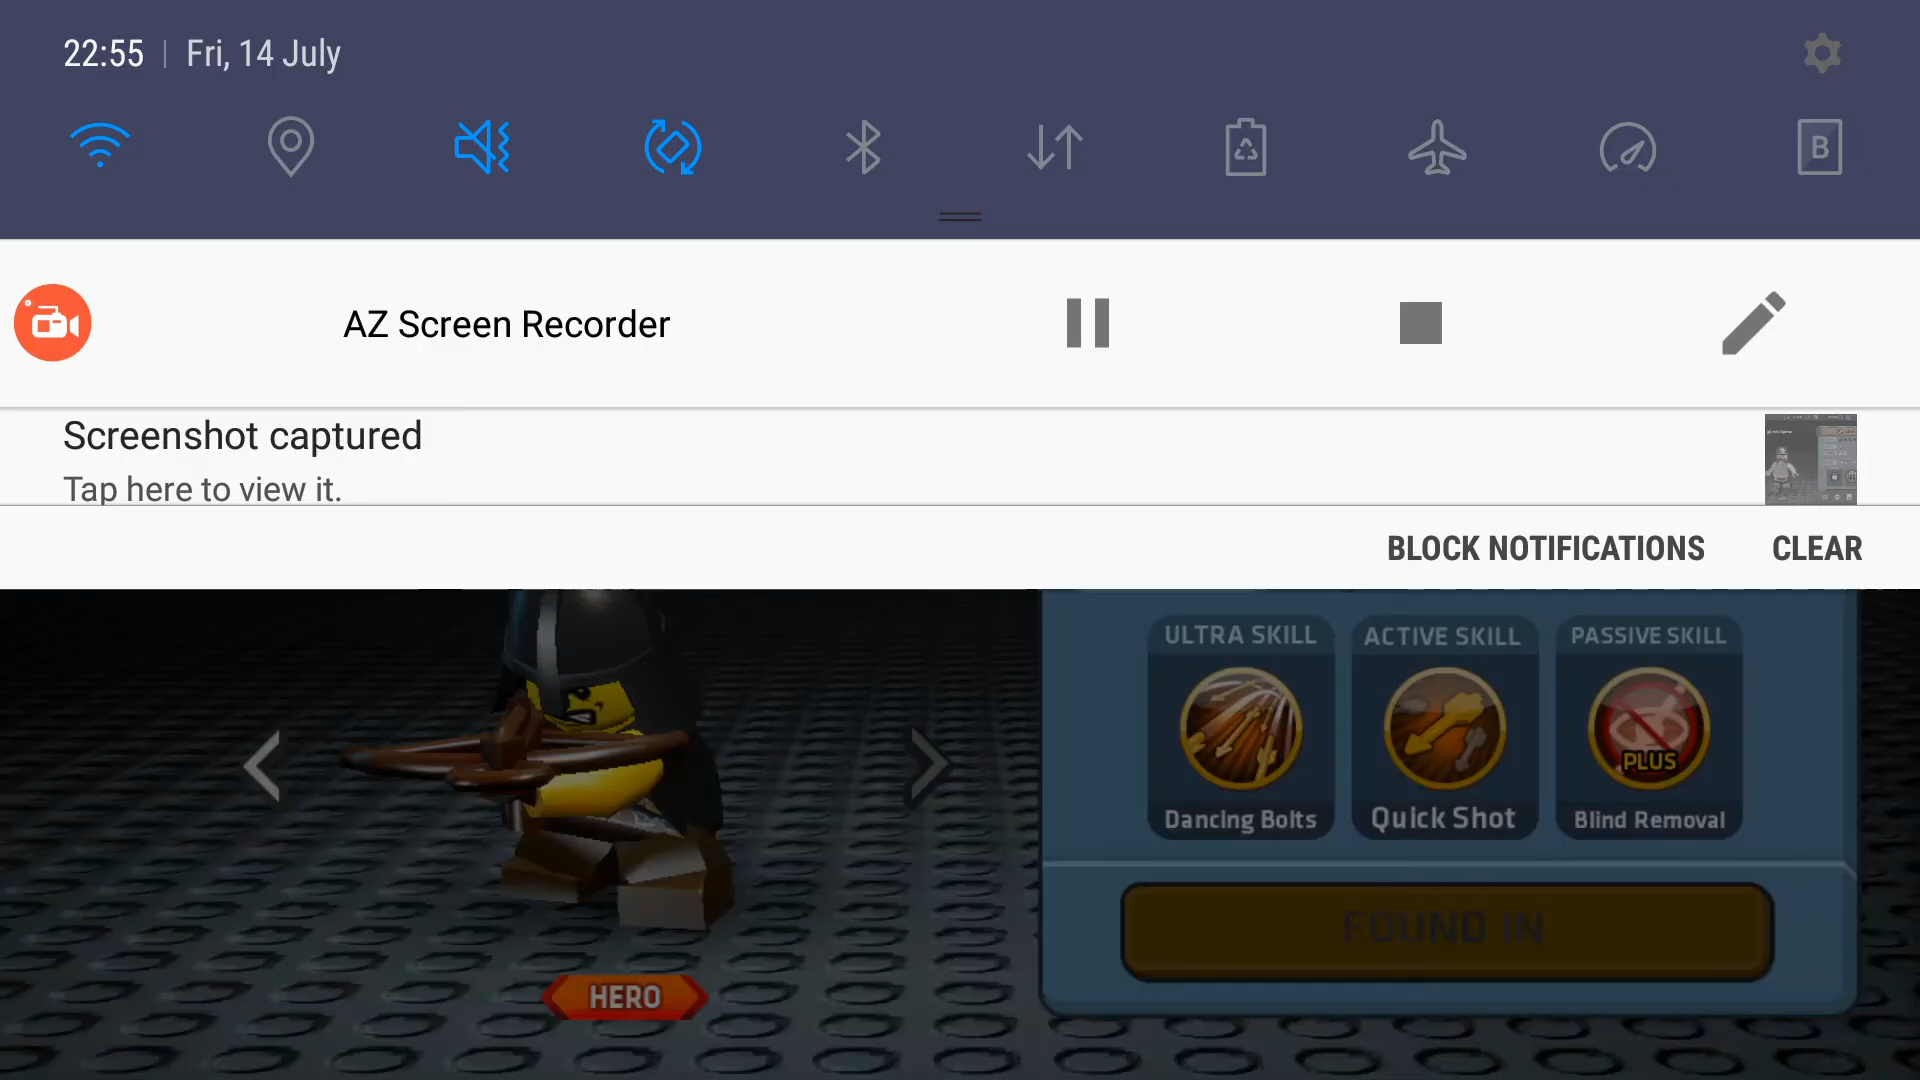 22:55 | Fri, 14 July
B
AZ Screen Recorder
Screenshot captured
Tap here to view it.
BLOCK NOTIFICATIONS CLEAR
ULTRA SKILL ACTIVE SKILL PASSIVE SKILL
PLUS
Dancing Bolts Quick Shot Blind Removal
FOUND IN
HERO